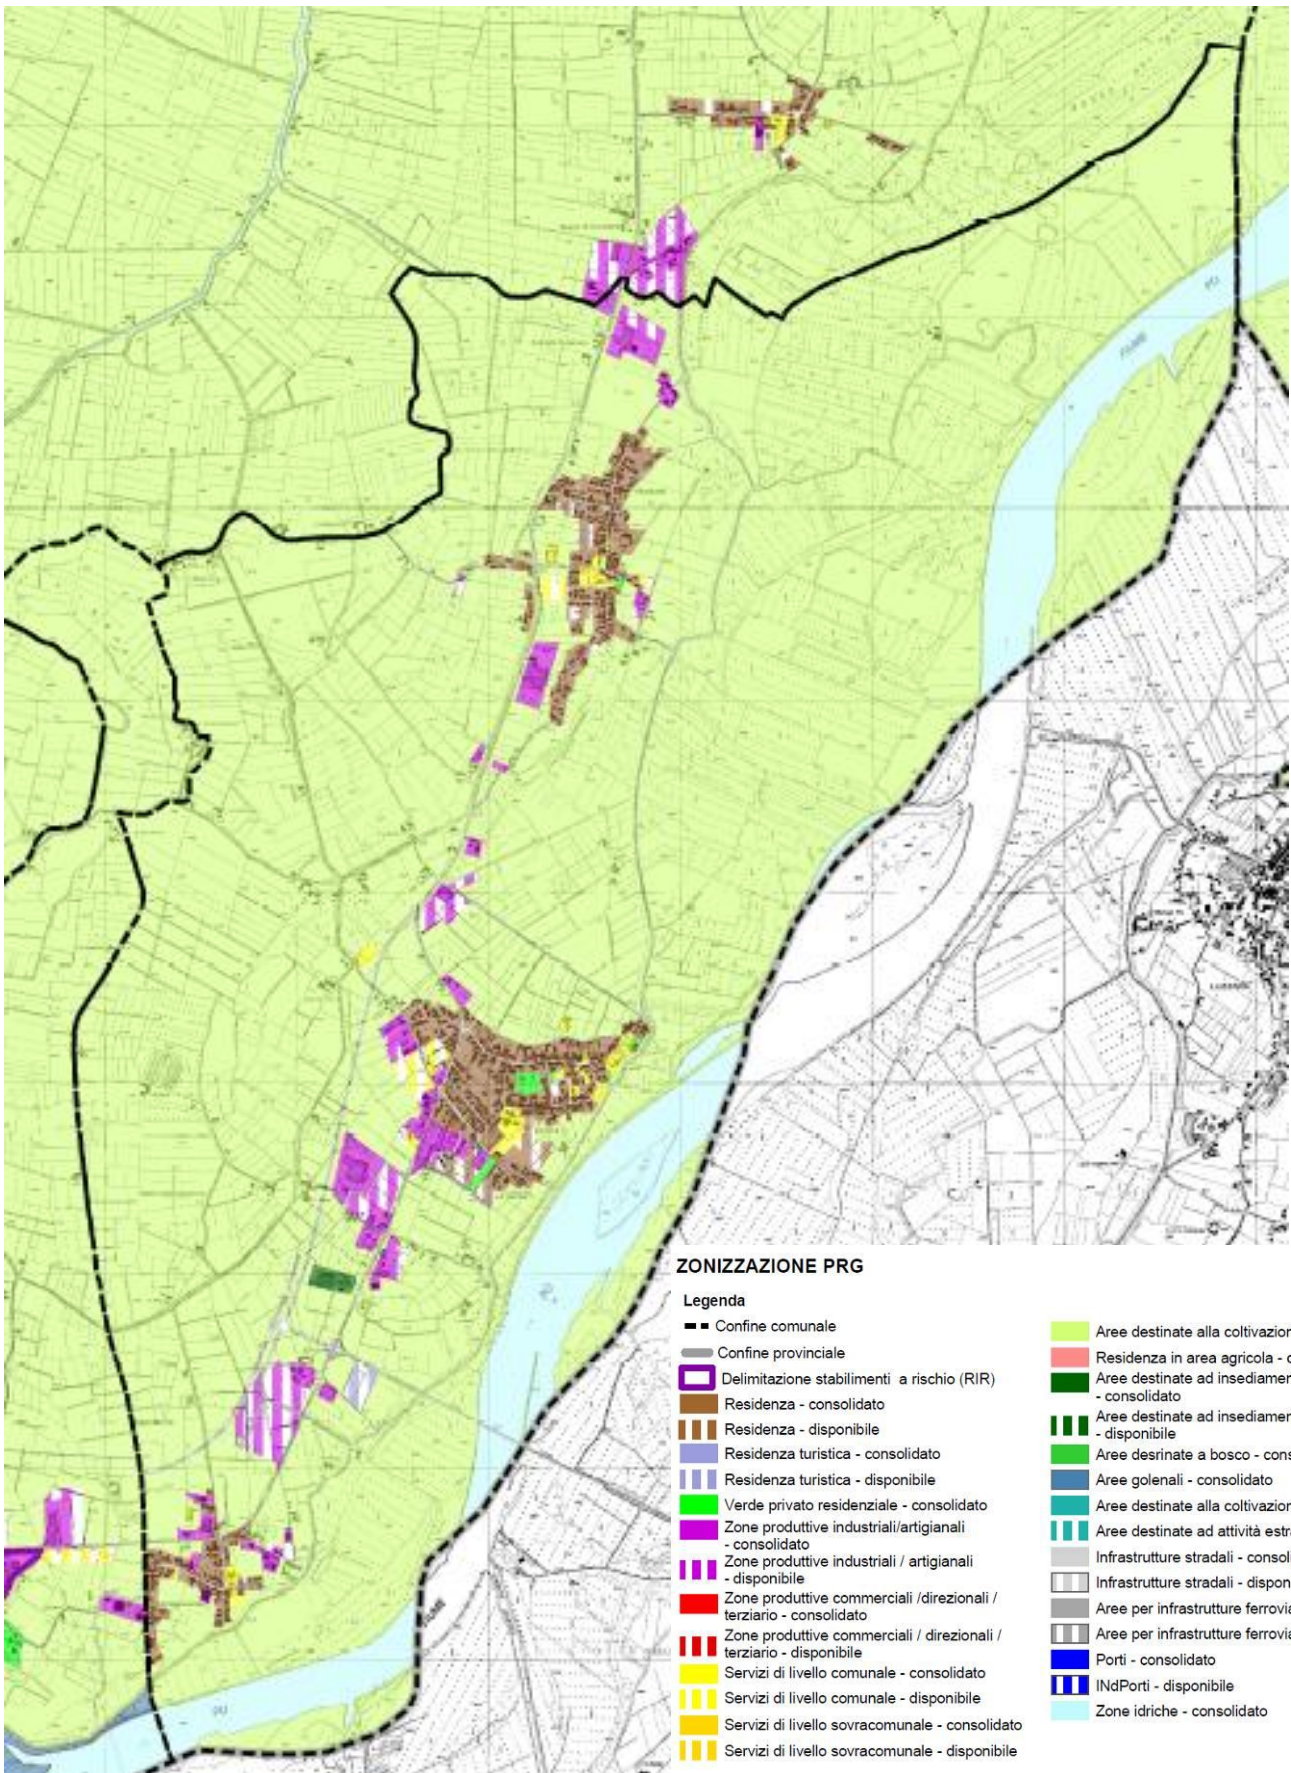 FIUME
PO
ZONIZZAZIONE PRG
Legenda
Confine comunale
Confine provinciale
Delimitazione stabilimenti a rischio (RIR)
Residenza - consolidato
Residenza - disponibile
Residenza turistica - consolidato
Residenza turistica - disponibile
Verde privato residenziale - consolidato
Zone produttive industriali/artigianali
- consolidato
Zone produttive industriali / artigianali
- disponibile
Zone produttive commerciali /direzionali /
terziario - consolidato
Zone produttive commerciali / direzionali /
terziario - disponibile
Servizi di livello comunale - consolidato
Servizi di livello comunale - disponibile
Servizi di livello sovracomunale - consolidato
Servizi di livello sovracomunale - disponibile
Aree destinate alla coltivazion
Residenza in area agricola - c
Aree destinate ad insediamen
- consolidato
Aree destinate ad insediamen
- disponibile
Aree desrinate a bosco - cons
Aree golenali - consolidato
Aree destinate alla coltivazion
Aree destinate ad attività estra
Infrastrutture stradali - consoli
Infrastrutture stradali - dispon
Aree per infrastrutture ferrovia
Aree per infrastrutture ferrovia
Porti - consolidato
INdPorti - disponibile
Zone idriche - consolidato